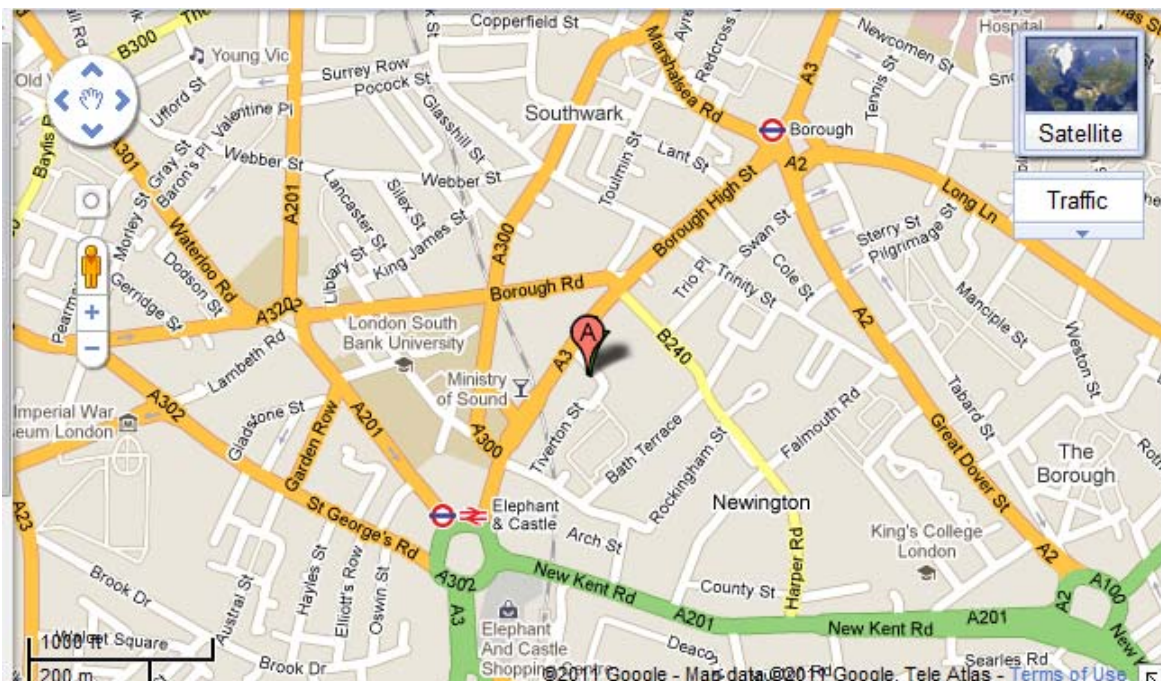 Copperfield St
Hospital
B300
Young Vic
Surrey Row
Pocock St
Glasshill St
Marshalsea Rd
Redcross
A3
Newcomen St
Tennis St
Satellite
Traffic
Ufford St
Valentine Pl
Southwark
Borough
A2
Lant St
Toulmin St
Webber St
Webber St
A301
Gray St
Baron's Pl
Morley St
A201
Lancaster St
Silex St
King James St
Library St
A300
Borough High St
Long Ln
Swan St
Sterry St
Pilgrimage St
Cole St
Trinity St
Trio Pl
Waterloo Rd
Dodson St
Gerridge St
Borough Rd
A2
Manciple St
Weston St
London South
Bank University
A
A3
B240
Lambeth Rd
Ministry
of Sound
Imperial War
A302
Gladstone St
Garden Row
A201
A300
Tiverton St
Bath Terrace
Rockingham St
Falmouth Rd
Tabard St
Great Dover St
The
Borough
Newington
Elephant
& Castle
St George's Rd
Arch St
King's College
London
A23
A302
New Kent Rd
Harper Rd
County St
A2
A2
A100
Brook Dr
Austral St
Hayles St
Elliott's Row
Oswin St
A3
A201
New Kent Rd
A201
Elephant
And Castle
Shopping Centre
1000 ft
200 m
Brook Dr
Searles Rd
©2011 Google - Map data ©2011 Google, Tele Atlas - Terms of Use